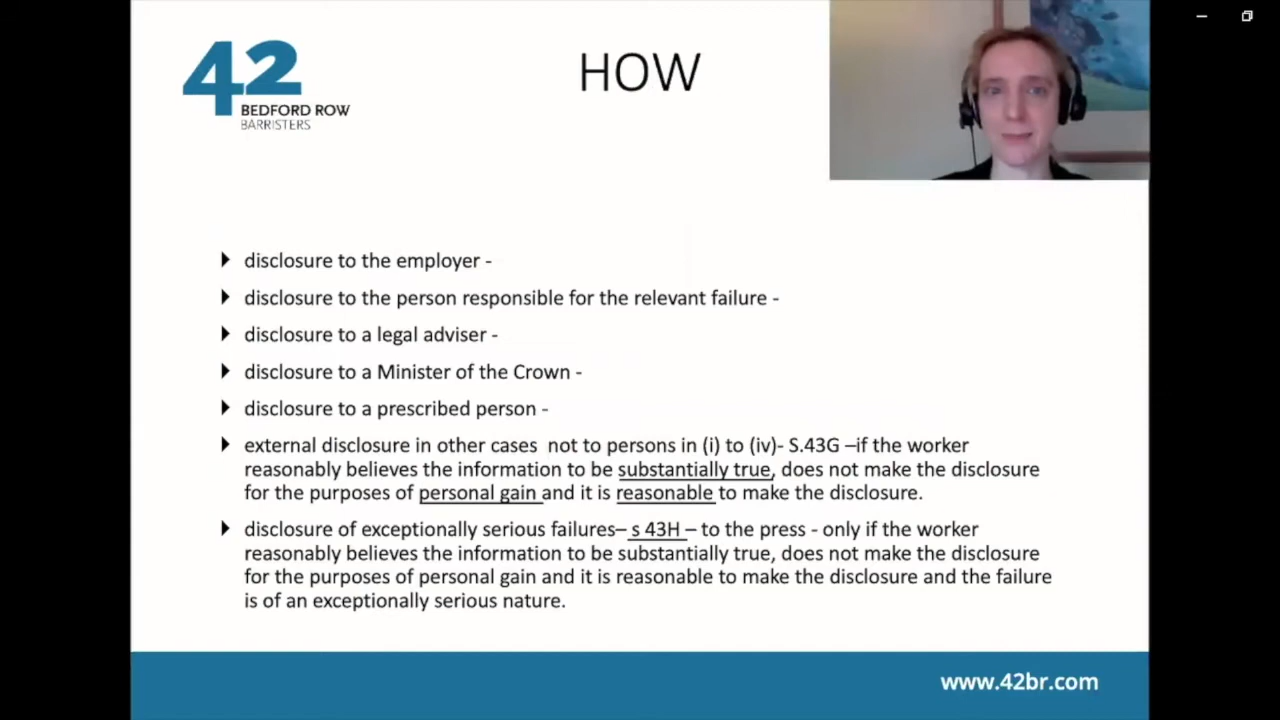 42
BEDFORD ROW
BARRISTERS
HOW
disclosure to the employer -
disclosure to the person responsible for the relevant failure -
disclosure to a legal adviser -
disclosure to a Minister of the Crown -
disclosure to a prescribed person -
external disclosure in other cases  not to persons in (i) to (iv)- S.43G –if the worker
reasonably believes the information to be substantially true, does not make the disclosure
for the purposes of personal gain and it is reasonable to make the disclosure.
disclosure of exceptionally serious failures– s 43H – to the press - only if the worker
reasonably believes the information to be substantially true, does not make the disclosure
for the purposes of personal gain and it is reasonable to make the disclosure and the failure
is of an exceptionally serious nature.
www.42br.com